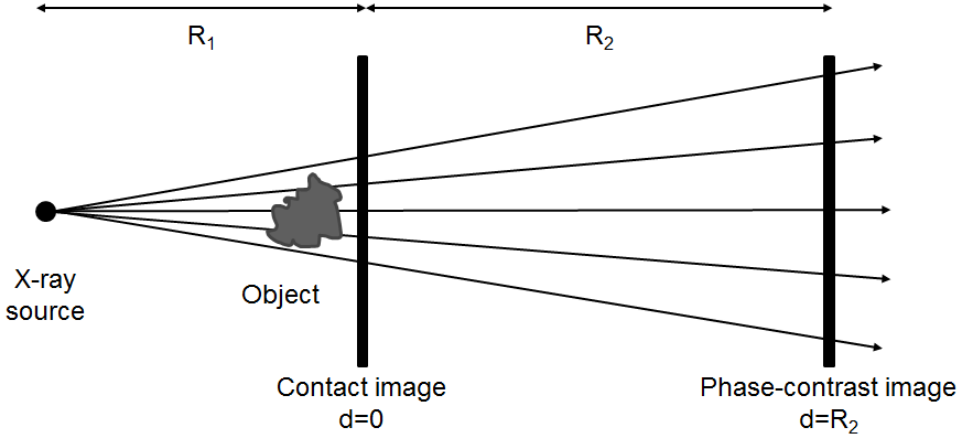 R₁
R₂
X-ray
source
Object
Contact image
d=0
Phase-contrast image
d=R₂